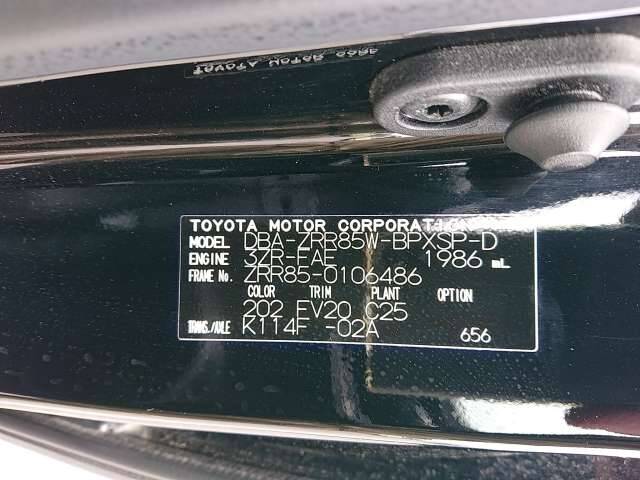 TOYOTA MOTOR CORPORATION
MODEL DBA-ZRR85W-BPXSP-D
ENGINE 3ZR-FAE 1986 mL
FRAME No. ZRR85-0106486
COLOR TRIM PLANT OPTION
202 EV20 C25
TRANS./AXLE K114F -02A 656